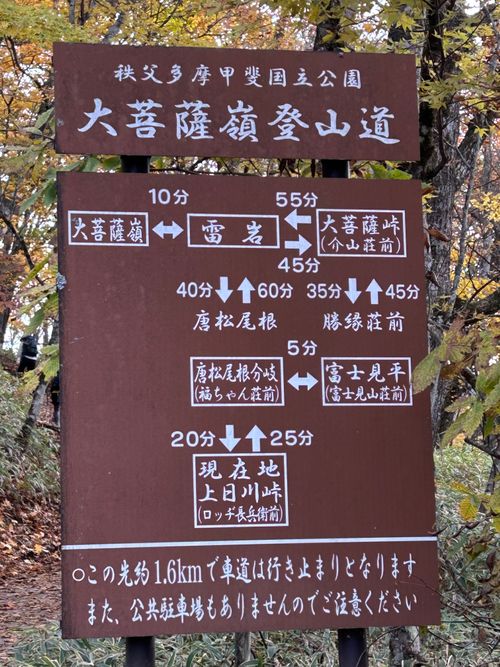 秩父多摩甲斐国立公園
大菩薩嶺登山道
10分 55分
大菩薩嶺 ↔ 雷岩 ← → 大菩薩峠
(介山荘前)
45分
40分 ↓ ↑ 60分 35分 ↓ ↑ 45分
唐松尾根 勝縁荘前
5分
唐松尾根分岐 ↔ 富士見平
(福ちゃん荘前) (富士見山荘前)
20分 ↓ ↑ 25分
現在地
上日川峠
(ロッヂ長兵衛前)
○この先約1.6kmで車道は行き止まりとなります
また、公共駐車場もありませんのでご注意ください